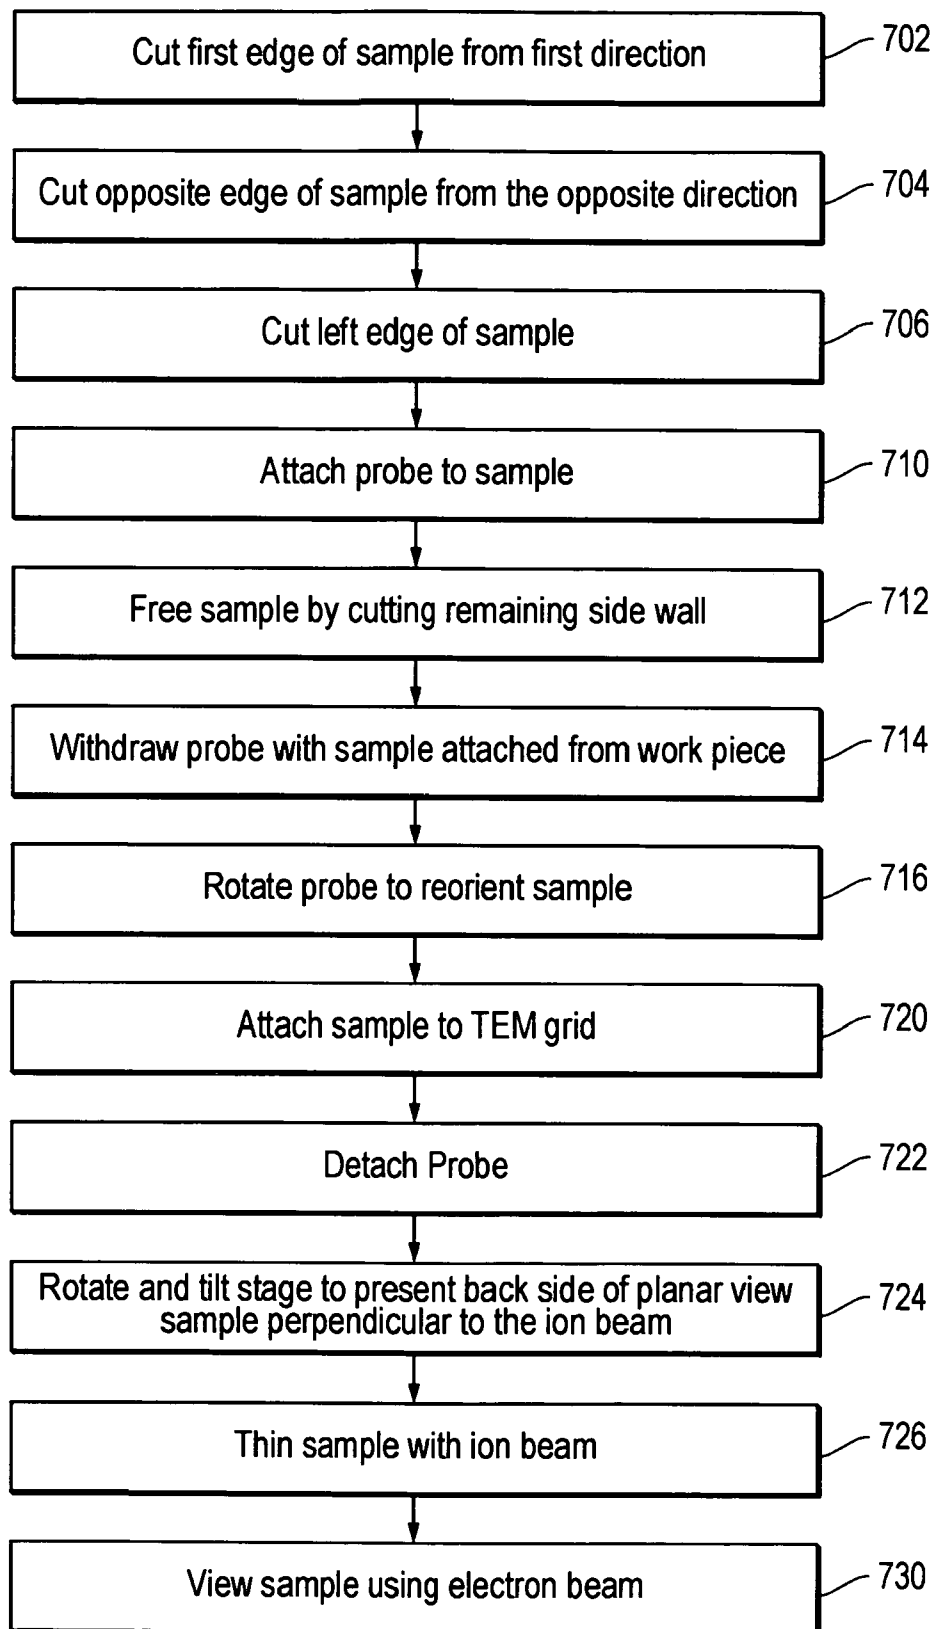 Cut first edge of sample from first direction
702
Cut opposite edge of sample from the opposite direction
704
Cut left edge of sample
706
Attach probe to sample
710
Free sample by cutting remaining side wall
712
Withdraw probe with sample attached from work piece
714
Rotate probe to reorient sample
716
Attach sample to TEM grid
720
Detach Probe
722
Rotate and tilt stage to present back side of planar view
sample perpendicular to the ion beam
724
Thin sample with ion beam
726
View sample using electron beam
730